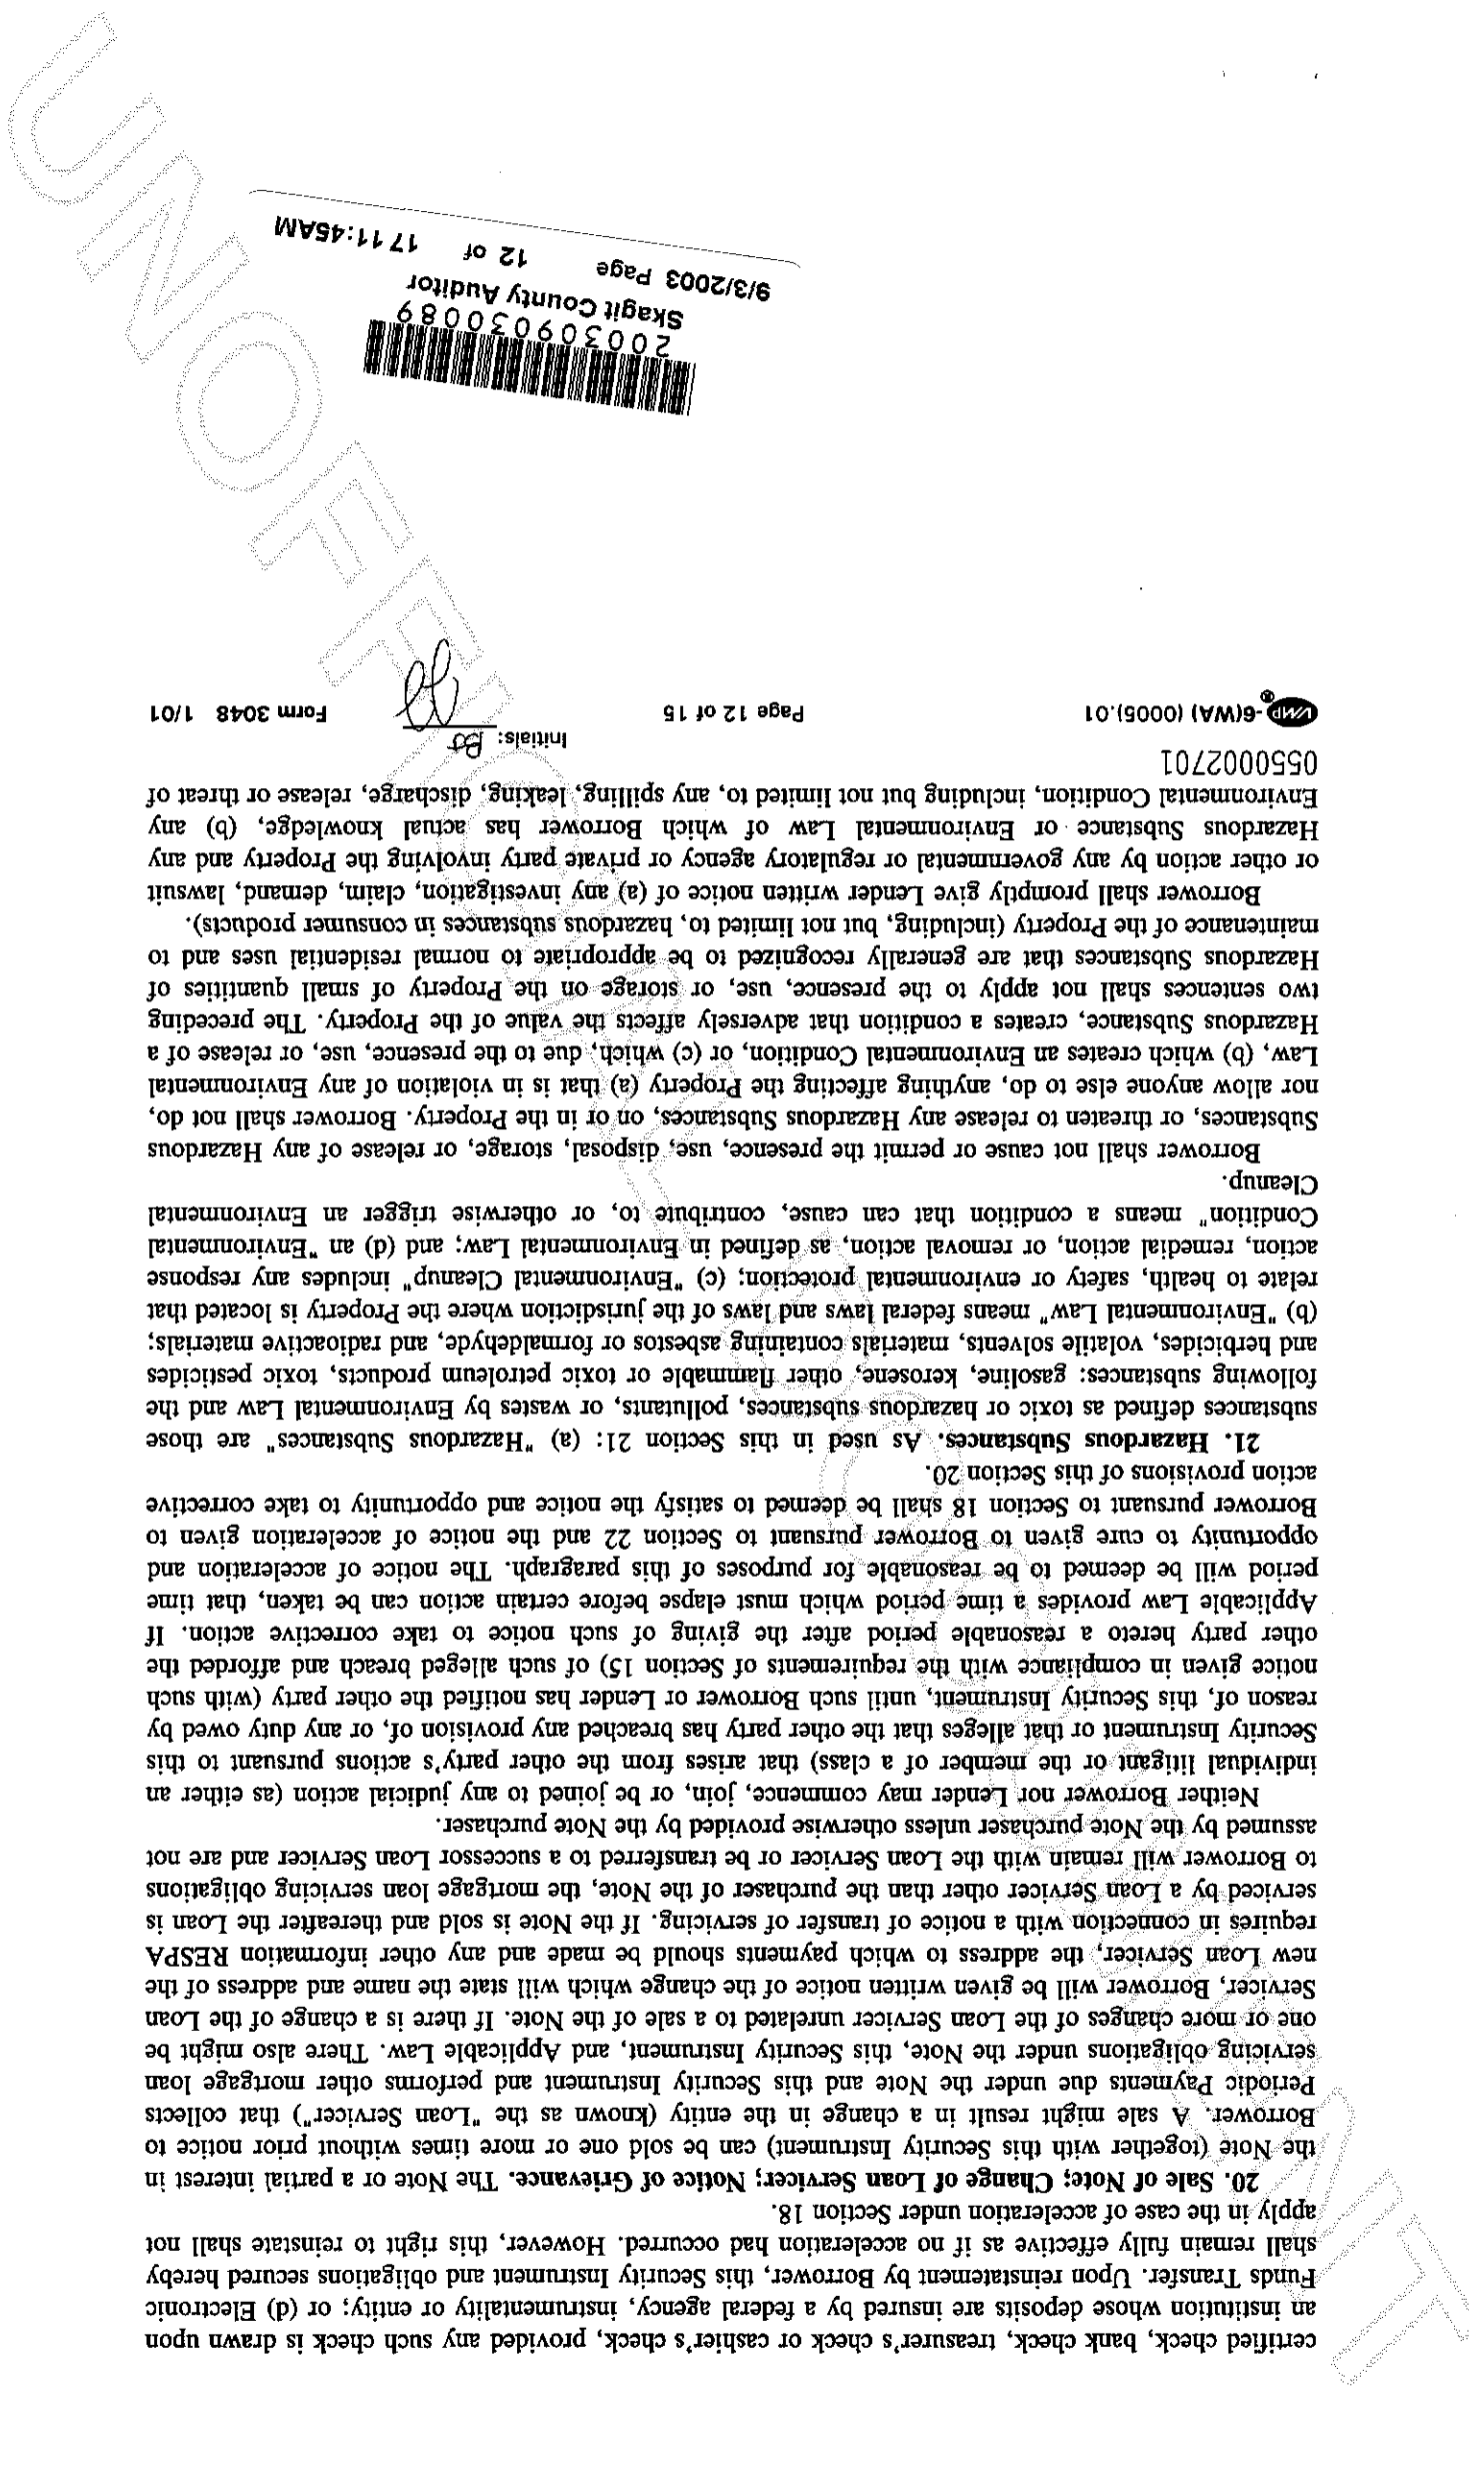 certified check, bank check, treasurer's check or cashier's check, provided any such check is drawn upon
an institution whose deposits are insured by a federal agency, instrumentality or entity; or (d) Electronic
Funds Transfer. Upon reinstatement by Borrower, this Security Instrument and obligations secured hereby
shall remain fully effective as if no acceleration had occurred. However, this right to reinstate shall not
apply in the case of acceleration under Section 18.
20. Sale of Note; Change of Loan Servicer; Notice of Grievance. The Note or a partial interest in
the Note (together with this Security Instrument) can be sold one or more times without prior notice to
Borrower. A sale might result in a change in the entity (known as the "Loan Servicer") that collects
Periodic Payments due under the Note and this Security Instrument and performs other mortgage loan
servicing obligations under the Note, this Security Instrument, and Applicable Law. There also might be
one or more changes of the Loan Servicer unrelated to a sale of the Note. If there is a change of the Loan
Servicer, Borrower will be given written notice of the change which will state the name and address of the
new Loan Servicer, the address to which payments should be made and any other information RESPA
requires in connection with a notice of transfer of servicing. If the Note is sold and thereafter the Loan is
serviced by a Loan Servicer other than the purchaser of the Note, the mortgage loan servicing obligations
to Borrower will remain with the Loan Servicer or be transferred to a successor Loan Servicer and are not
assumed by the Note purchaser unless otherwise provided by the Note purchaser.
Neither Borrower nor Lender may commence, join, or be joined to any judicial action (as either an
individual litigant or the member of a class) that arises from the other party's actions pursuant to this
Security Instrument or that alleges that the other party has breached any provision of, or any duty owed by
reason of, this Security Instrument, until such Borrower or Lender has notified the other party (with such
notice given in compliance with the requirements of Section 15) of such alleged breach and afforded the
other party hereto a reasonable period after the giving of such notice to take corrective action. If
Applicable Law provides a time period which must elapse before certain action can be taken, that time
period will be deemed to be reasonable for purposes of this paragraph. The notice of acceleration and
opportunity to cure given to Borrower pursuant to Section 22 and the notice of acceleration given to
Borrower pursuant to Section 18 shall be deemed to satisfy the notice and opportunity to take corrective
action provisions of this Section 20.
21. Hazardous Substances. As used in this Section 21: (a) "Hazardous Substances" are those
substances defined as toxic or hazardous substances, pollutants, or wastes by Environmental Law and the
following substances: gasoline, kerosene, other flammable or toxic petroleum products, toxic pesticides
and herbicides, volatile solvents, materials containing asbestos or formaldehyde, and radioactive materials;
(b) "Environmental Law" means federal laws and laws of the jurisdiction where the Property is located that
relate to health, safety or environmental protection; (c) "Environmental Cleanup" includes any response
action, remedial action, or removal action, as defined in Environmental Law; and (d) an "Environmental
Condition" means a condition that can cause, contribute to, or otherwise trigger an Environmental
Cleanup.
Borrower shall not cause or permit the presence, use, disposal, storage, or release of any Hazardous
Substances, or threaten to release any Hazardous Substances, on or in the Property. Borrower shall not do,
nor allow anyone else to do, anything affecting the Property (a) that is in violation of any Environmental
Law, (b) which creates an Environmental Condition, or (c) which, due to the presence, use, or release of a
Hazardous Substance, creates a condition that adversely affects the value of the Property. The preceding
two sentences shall not apply to the presence, use, or storage on the Property of small quantities of
Hazardous Substances that are generally recognized to be appropriate to normal residential uses and to
maintenance of the Property (including, but not limited to, hazardous substances in consumer products).
Borrower shall promptly give Lender written notice of (a) any investigation, claim, demand, lawsuit
or other action by any governmental or regulatory agency or private party involving the Property and any
Hazardous Substance or Environmental Law of which Borrower has actual knowledge, (b) any
Environmental Condition, including but not limited to, any spilling, leaking, discharge, release or threat of
0550002701
Initials:
VMP®-6(WA) (0005).01 Page 12 of 15 Form 3048 1/01
200309030089
Skagit County Auditor
9/3/2003 Page 12 of 17 11:45AM
UNOFFICIAL DOCUMENT